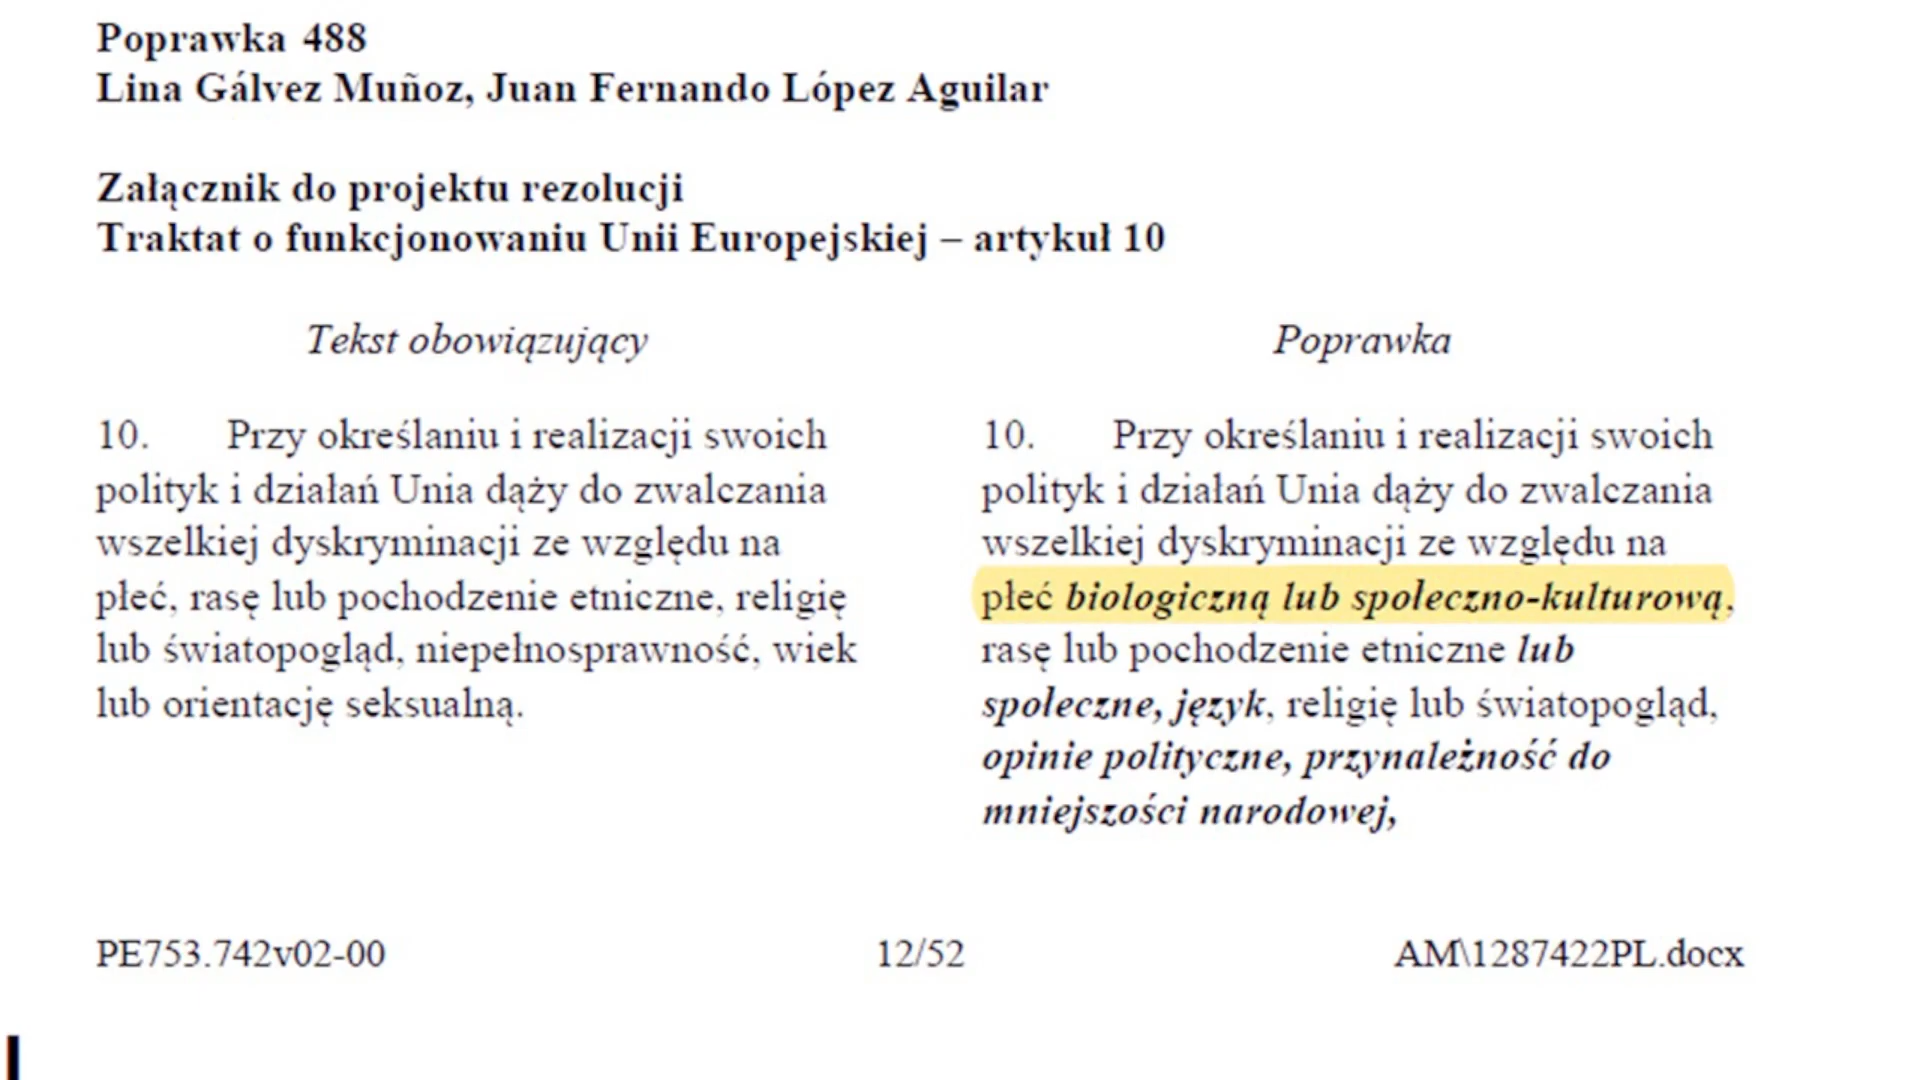 Poprawka 488
Lina Gálvez Muñoz, Juan Fernando López Aguilar
Załącznik do projektu rezolucji
Traktat o funkcjonowaniu Unii Europejskiej – artykuł 10
Tekst obowiązujący
10. Przy określaniu i realizacji swoich
polityk i działań Unia dąży do zwalczania
wszelkiej dyskryminacji ze względu na
płeć, rasę lub pochodzenie etniczne, religię
lub światopogląd, niepełnosprawność, wiek
lub orientację seksualną.
Poprawka
10. Przy określaniu i realizacji swoich
polityk i działań Unia dąży do zwalczania
wszelkiej dyskryminacji ze względu na
płeć biologiczną lub społeczno-kulturową,
rasę lub pochodzenie etniczne lub
społeczne, język, religię lub światopogląd,
opinie polityczne, przynależność do
mniejszości narodowej,
PE753.742v02-00
12/52
AM\1287422PL.docx